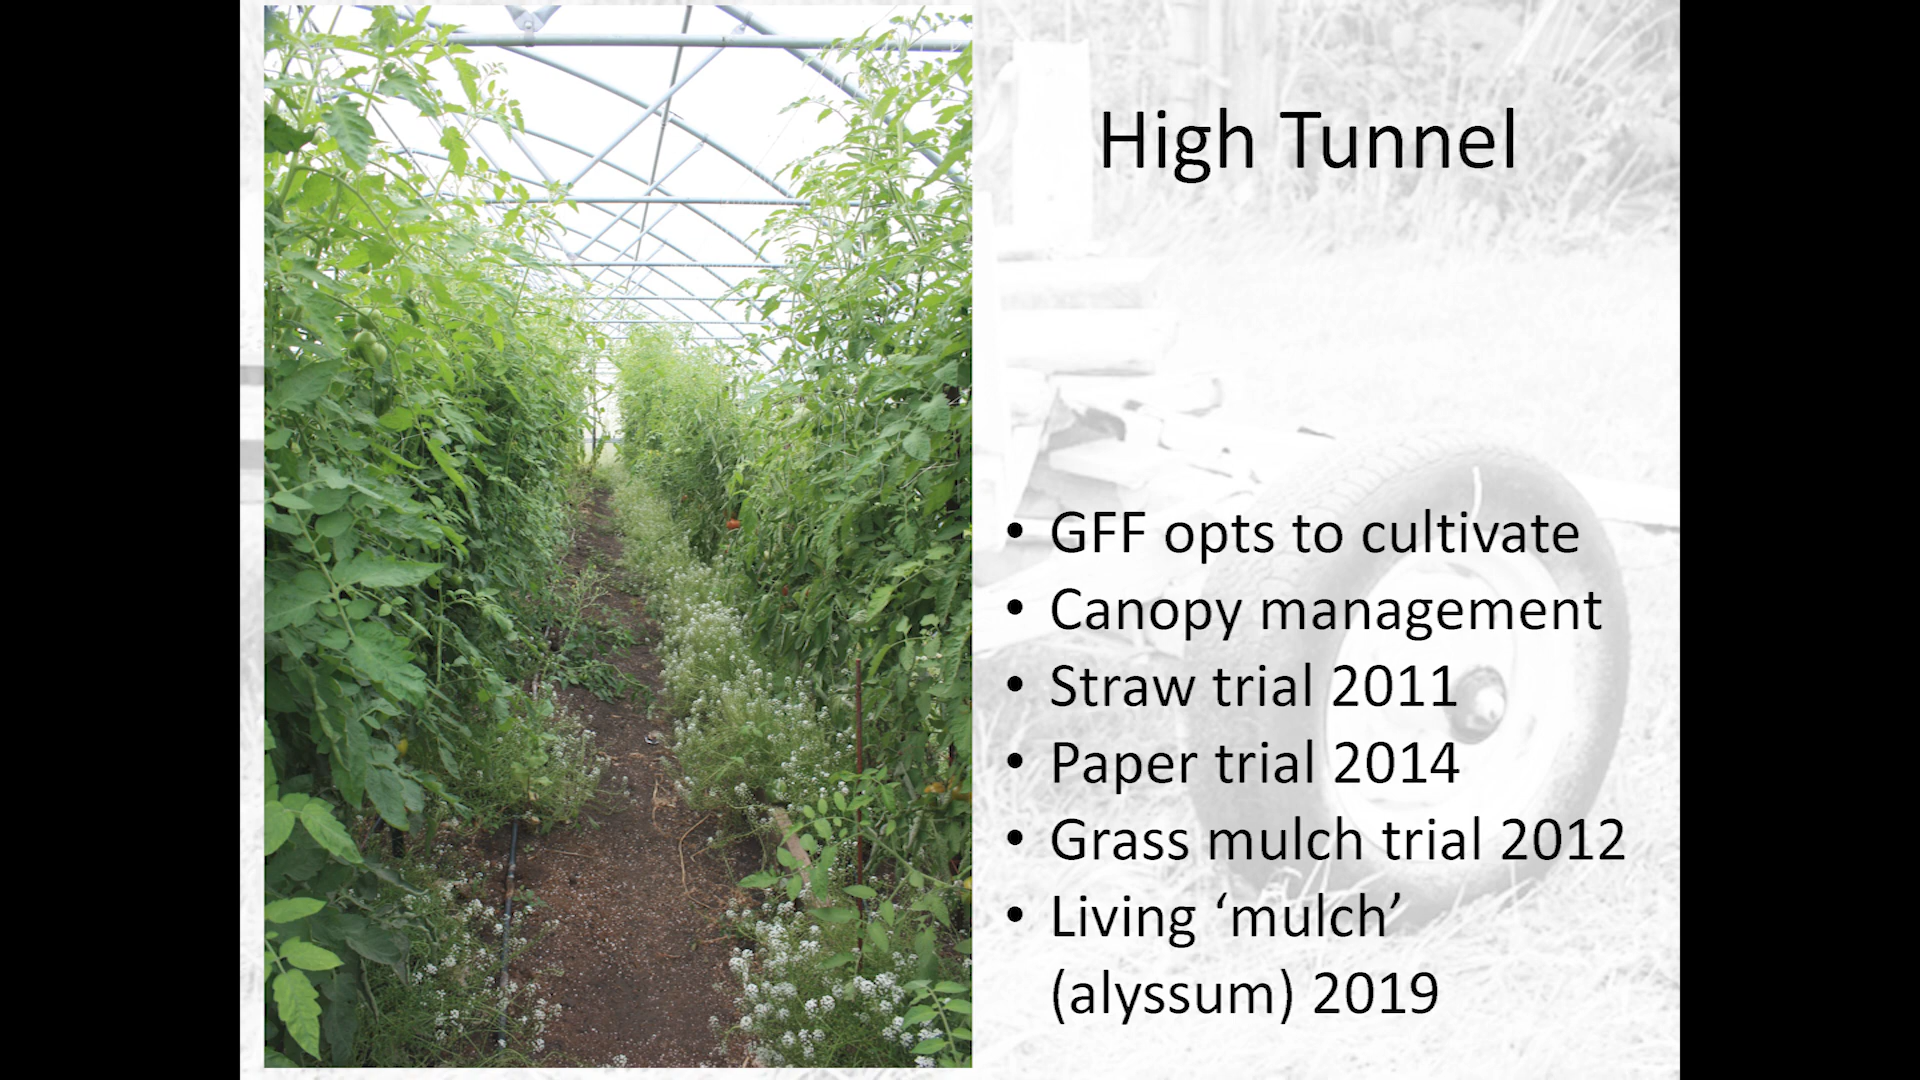 High Tunnel
• GFF opts to cultivate
• Canopy management
• Straw trial 2011
• Paper trial 2014
• Grass mulch trial 2012
• Living ‘mulch’
(alyssum) 2019